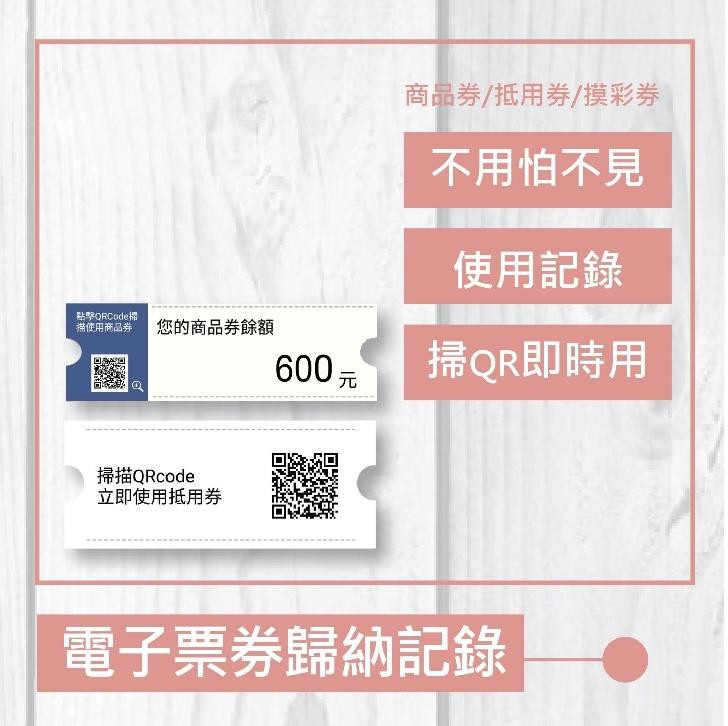 商品券/抵用券/摸彩券
不用怕不見
使用記錄
掃QR即時用
點擊QRCode掃
描使用商品券
您的商品券餘額
600 元
掃描QRcode
立即使用抵用券
電子票券歸納記錄